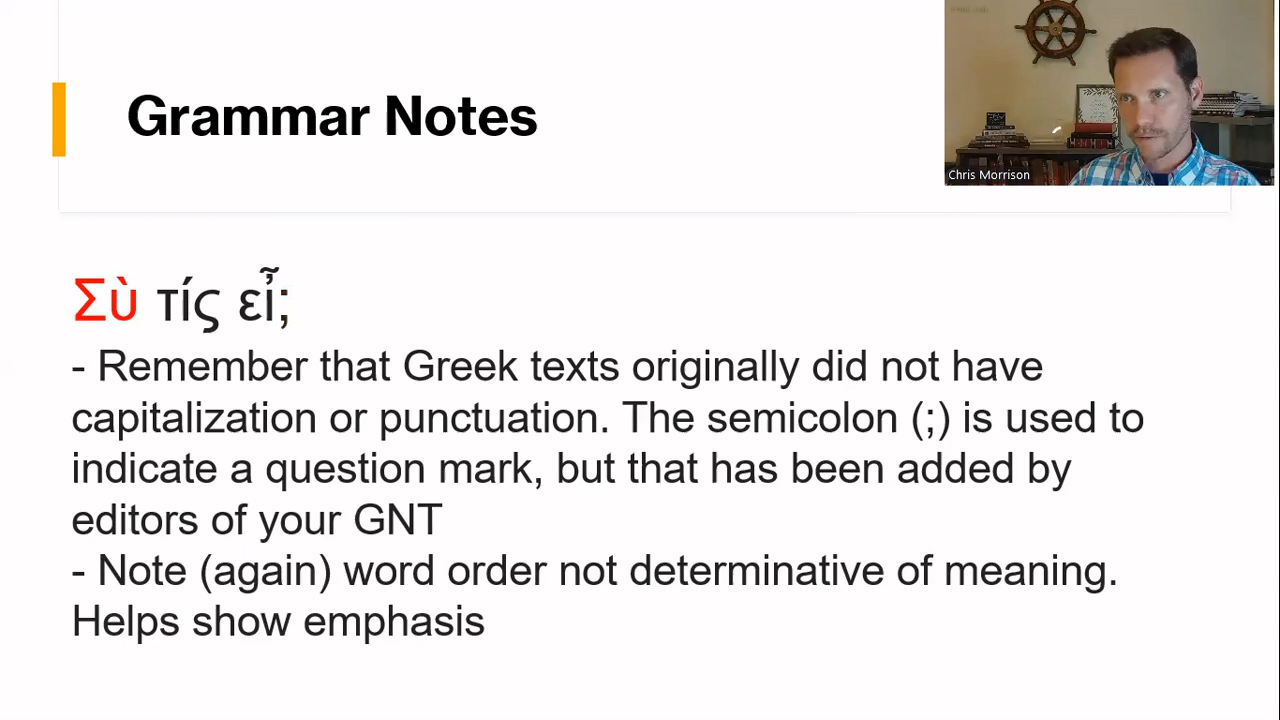 Grammar Notes
Chris Morrison
Σὺ τίς εἶ;
- Remember that Greek texts originally did not have
capitalization or punctuation. The semicolon (;) is used to
indicate a question mark, but that has been added by
editors of your GNT
- Note (again) word order not determinative of meaning.
Helps show emphasis